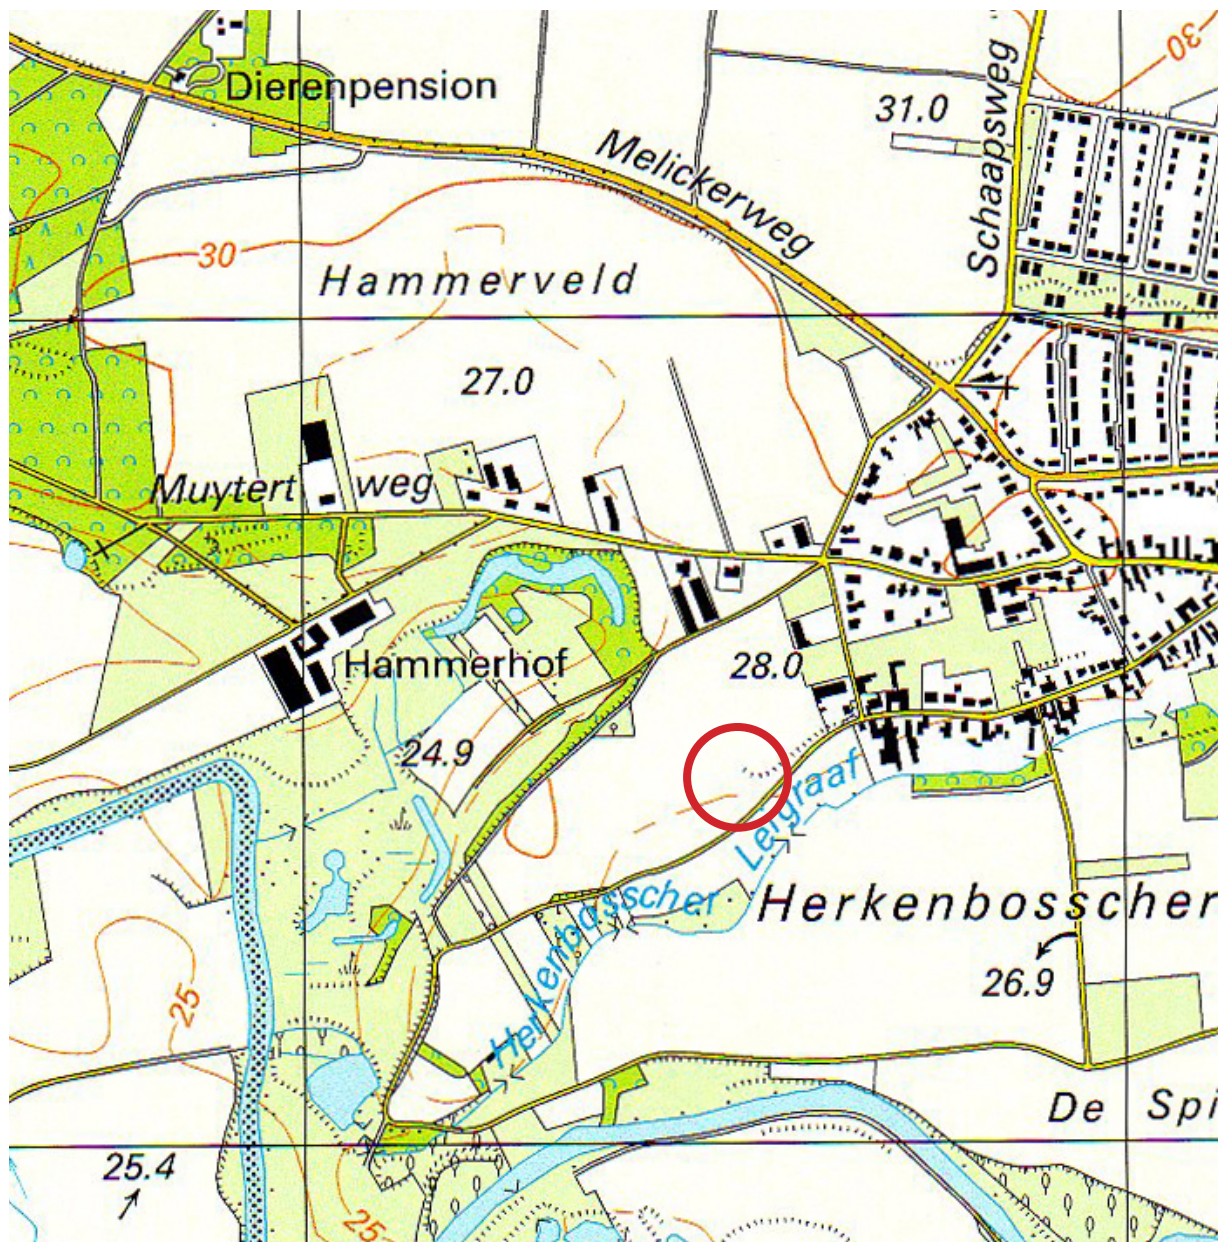 Dierenpension
30
31.0
Schaapsweg
Melickerweg
30
Hammerveld
27.0
Muytert weg
Hammerhof
28.0
24.9
Herkenbosscher Leigraaf
Herkenbosscher
26.9
25
De Spi
25.4
25